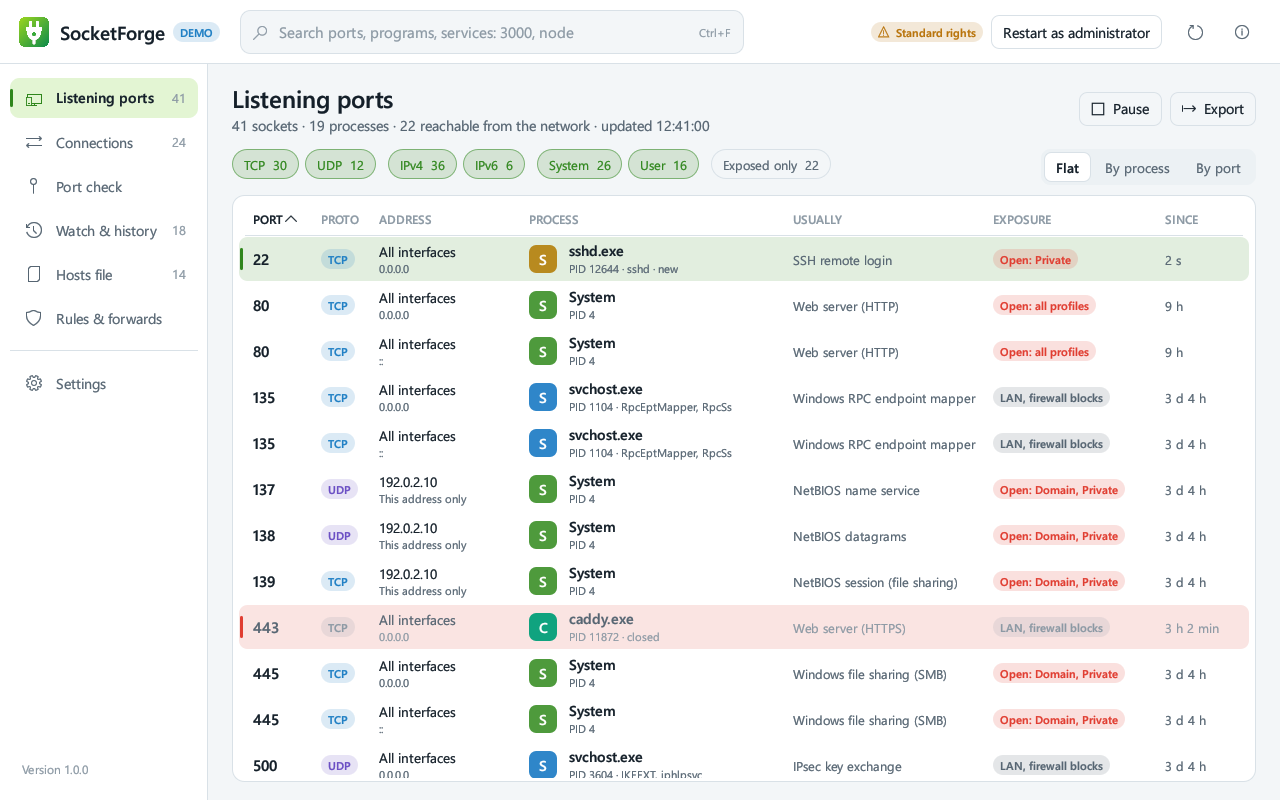 SocketForge DEMO
Search ports, programs, services: 3000, node Ctrl+F
Standard rights
Restart as administrator
Listening ports 41
Connections 24
Port check
Watch & history 18
Hosts file 14
Rules & forwards
Settings
Version 1.0.0
Listening ports
41 sockets · 19 processes · 22 reachable from the network · updated 12:41:00
Pause
Export
TCP 30 UDP 12 IPv4 36 IPv6 6 System 26 User 16 Exposed only 22
Flat By process By port
PORT PROTO ADDRESS PROCESS USUALLY EXPOSURE SINCE
22 TCP All interfaces sshd.exe SSH remote login Open: Private 2 s
0.0.0.0 PID 12644 · sshd · new
80 TCP All interfaces System Web server (HTTP) Open: all profiles 9 h
0.0.0.0 PID 4
80 TCP All interfaces System Web server (HTTP) Open: all profiles 9 h
:: PID 4
135 TCP All interfaces svchost.exe Windows RPC endpoint mapper LAN, firewall blocks 3 d 4 h
0.0.0.0 PID 1104 · RpcEptMapper, RpcSs
135 TCP All interfaces svchost.exe Windows RPC endpoint mapper LAN, firewall blocks 3 d 4 h
:: PID 1104 · RpcEptMapper, RpcSs
137 UDP 192.0.2.10 System NetBIOS name service Open: Domain, Private 3 d 4 h
This address only PID 4
138 UDP 192.0.2.10 System NetBIOS datagrams Open: Domain, Private 3 d 4 h
This address only PID 4
139 TCP 192.0.2.10 System NetBIOS session (file sharing) Open: Domain, Private 3 d 4 h
This address only PID 4
443 TCP All interfaces C caddy.exe Web server (HTTPS) LAN, firewall blocks 3 h 2 min
0.0.0.0 PID 11872 · closed
445 TCP All interfaces System Windows file sharing (SMB) Open: Domain, Private 3 d 4 h
0.0.0.0 PID 4
445 TCP All interfaces System Windows file sharing (SMB) Open: Domain, Private 3 d 4 h
:: PID 4
500 UDP All interfaces svchost.exe IPsec key exchange LAN, firewall blocks 3 d 4 h
0.0.0.0 PID 3604 · IKEEXT, iphlpsvc